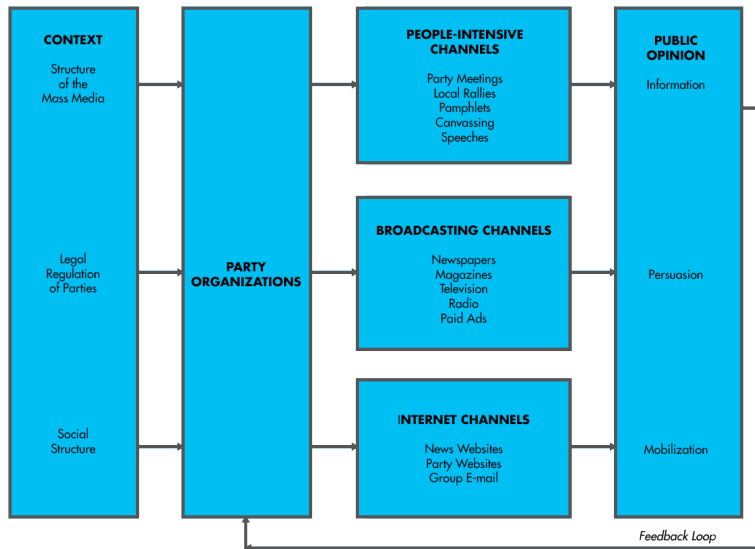 CONTEXT
Structure
of the
Mass Media
Legal
Regulation
of Parties
Social
Structure
PARTY
ORGANIZATIONS
PEOPLE-INTENSIVE
CHANNELS
Party Meetings
Local Rallies
Pamphlets
Canvassing
Speeches
BROADCASTING CHANNELS
Newspapers
Magazines
Television
Radio
Paid Ads
INTERNET CHANNELS
News Websites
Party Websites
Group E-mail
PUBLIC
OPINION
Information
Persuasion
Mobilization
Feedback Loop